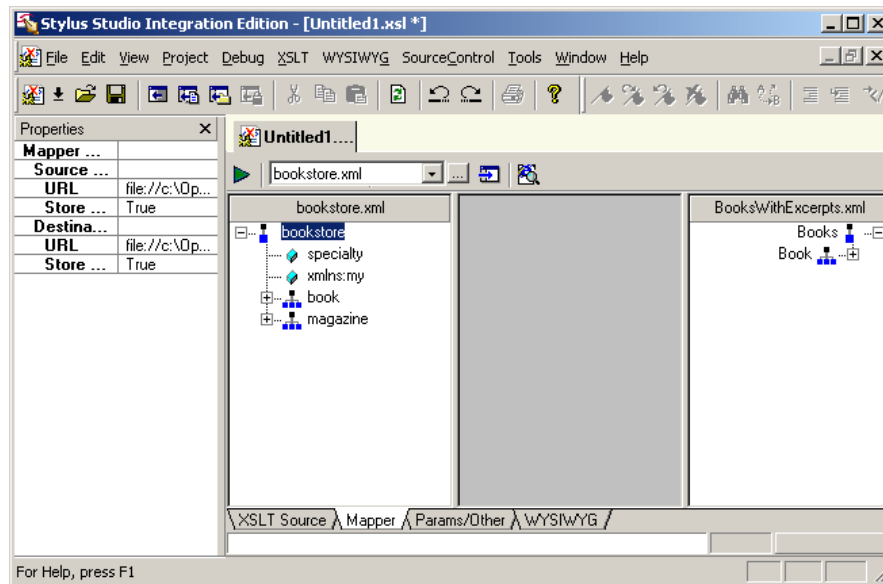 Stylus Studio Integration Edition - [Untitled1.xsl *]
File Edit View Project Debug XSLT WYSIWYG SourceControl Tools Window Help
Properties
Untitled1....
Mapper ...
Source ...
URL file://c:\Op...
Store ... True
Destina...
URL file://c:\Op...
Store ... True
bookstore.xml
bookstore.xml
bookstore
specialty
xmlns:my
book
magazine
BooksWithExcerpts.xml
Books
Book
XSLT Source Mapper Params/Other WYSIWYG
For Help, press F1